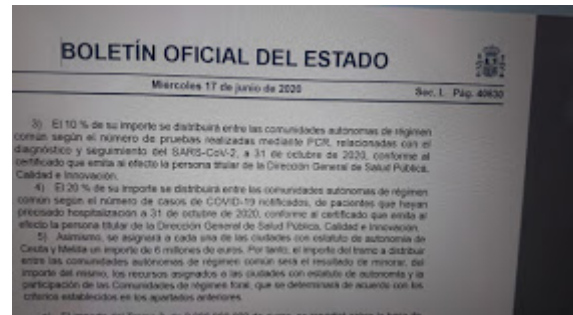 BOLETÍN OFICIAL DEL ESTADO
Miércoles 17 de junio de 2020
Sec. I. Pág. 40830
3) El 10 % de su importe se distribuirá entre las comunidades autónomas de régimen
común según el número de pruebas realizadas mediante PCR, relacionadas con el
diagnóstico y seguimiento del SARS-CoV-2, a 31 de octubre de 2020, conforme al
certificado que emita al efecto la persona titular de la Dirección General de Salud Pública,
Calidad e Innovación.
4) El 20 % de su importe se distribuirá entre las comunidades autónomas de régimen
común según el número de casos de COVID-19 notificados, de pacientes que hayan
precisado hospitalización a 31 de octubre de 2020, conforme al certificado que emita al
efecto la persona titular de la Dirección General de Salud Pública, Calidad e Innovación.
5) Asimismo, se asignará a cada una de las ciudades con estatuto de autonomía de
Ceuta y Melilla un importe de 6 millones de euros. Por tanto, el importe del tramo a distribuir
entre las comunidades autónomas de régimen común será el resultado de minorar, del
importe del mismo, los recursos asignados a las ciudades con estatuto de autonomía y la
participación de las Comunidades de régimen foral, que se determinará de acuerdo con los
criterios establecidos en los apartados anteriores.